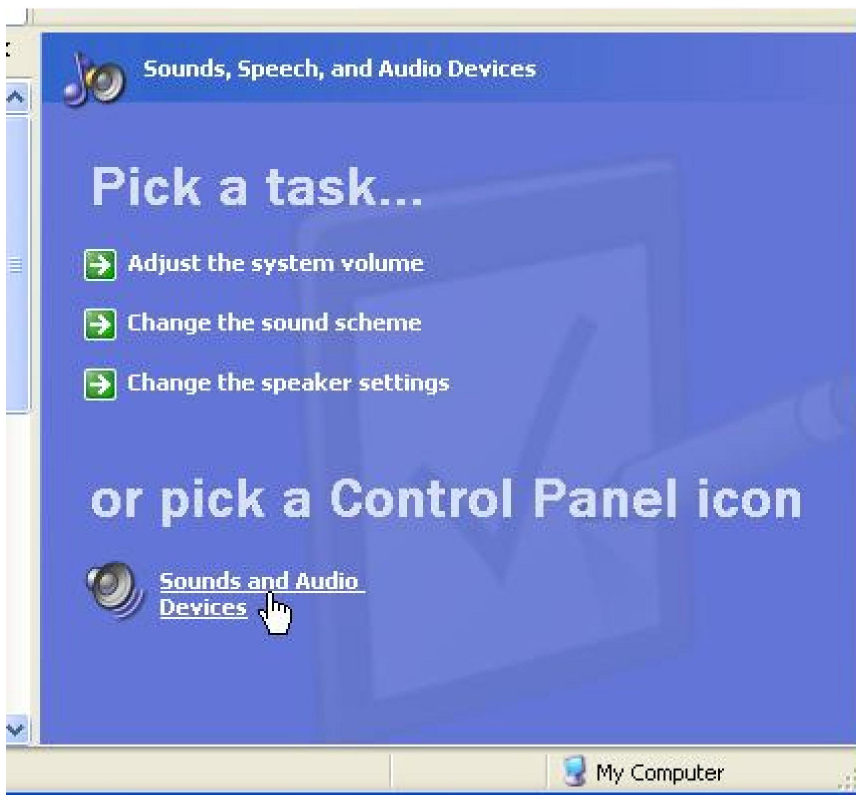 Sounds, Speech, and Audio Devices
Pick a task...
Adjust the system volume
Change the sound scheme
Change the speaker settings
or pick a Control Panel icon
Sounds and Audio
Devices
My Computer